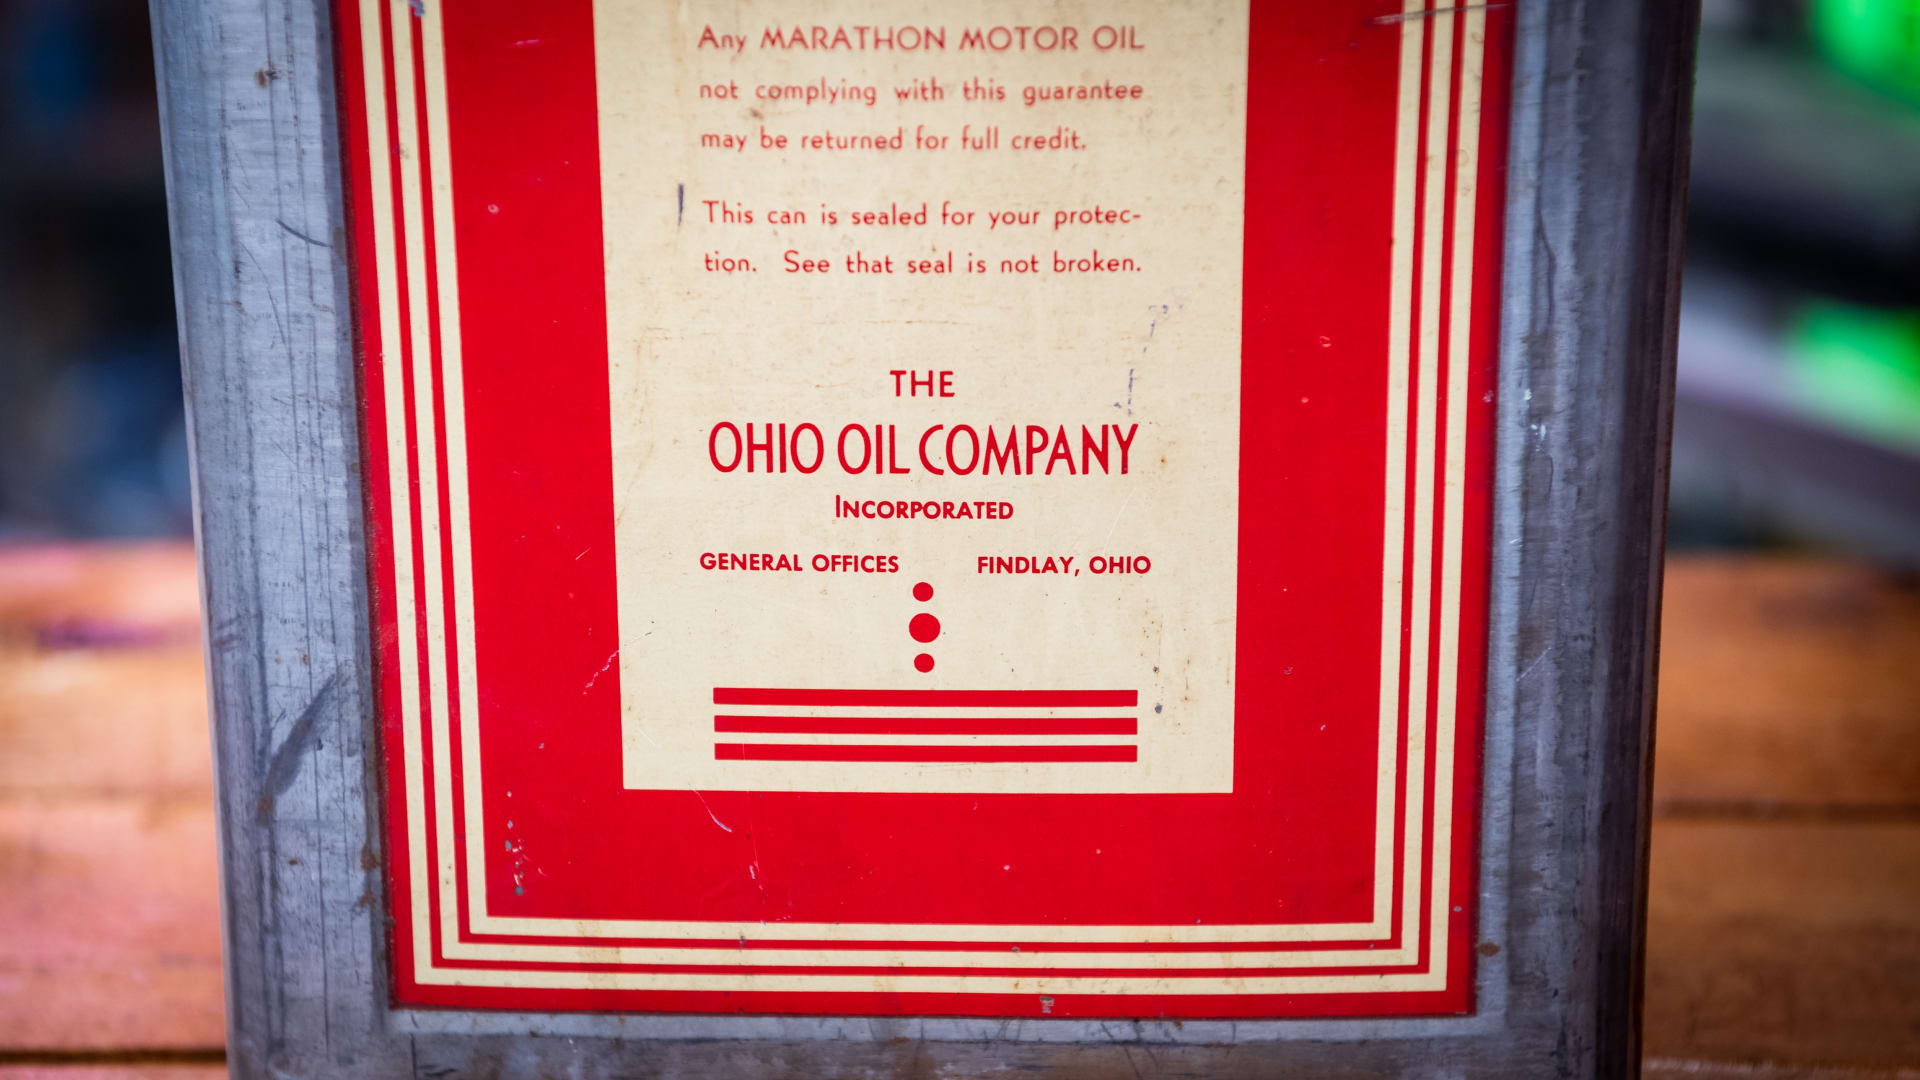 Any MARATHON MOTOR OIL
not complying with this guarantee
may be returned for full credit.
This can is sealed for your protec-
tion. See that seal is not broken.
THE
OHIO OIL COMPANY
INCORPORATED
GENERAL OFFICES FINDLAY, OHIO